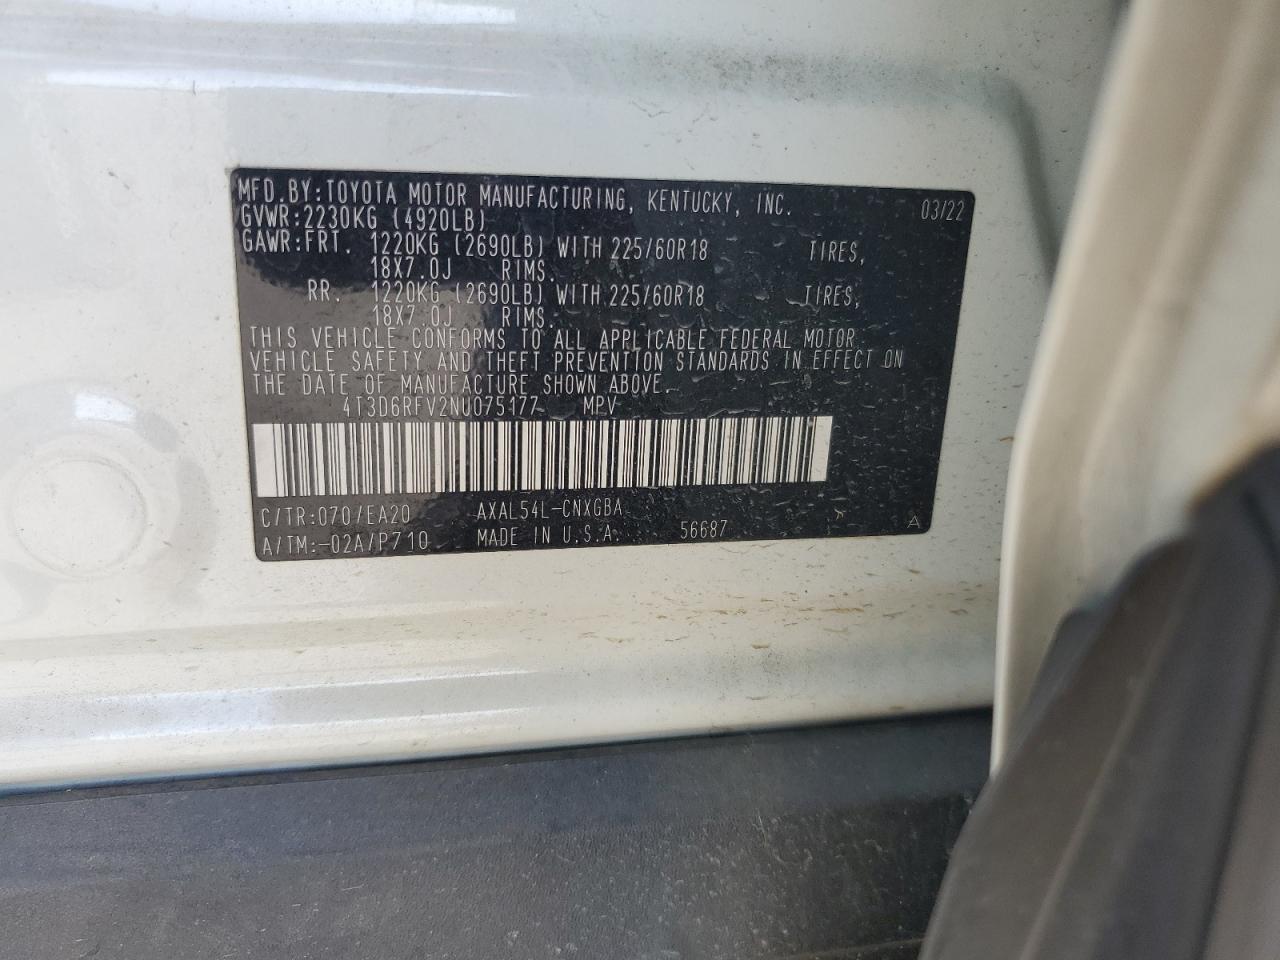 MFD.BY:TOYOTA MOTOR MANUFACTURING, KENTUCKY, INC. 03/22
GVWR:2230KG (4920LB)
GAWR:FRT. 1220KG (2690LB) WITH 225/60R18 TIRES,
18X7.0J RIMS.
RR. 1220KG (2690LB) WITH 225/60R18 TIRES,
18X7.0J RIMS.
THIS VEHICLE CONFORMS TO ALL APPLICABLE FEDERAL MOTOR
VEHICLE SAFETY AND THEFT PREVENTION STANDARDS IN EFFECT ON
THE DATE OF MANUFACTURE SHOWN ABOVE.
4T3D6RFV2NU075177 MPV
C/TR:070/EA20 AXAL54L-CNXGBA
A/TM:-02A/P710 MADE IN U.S.A. 56687 A